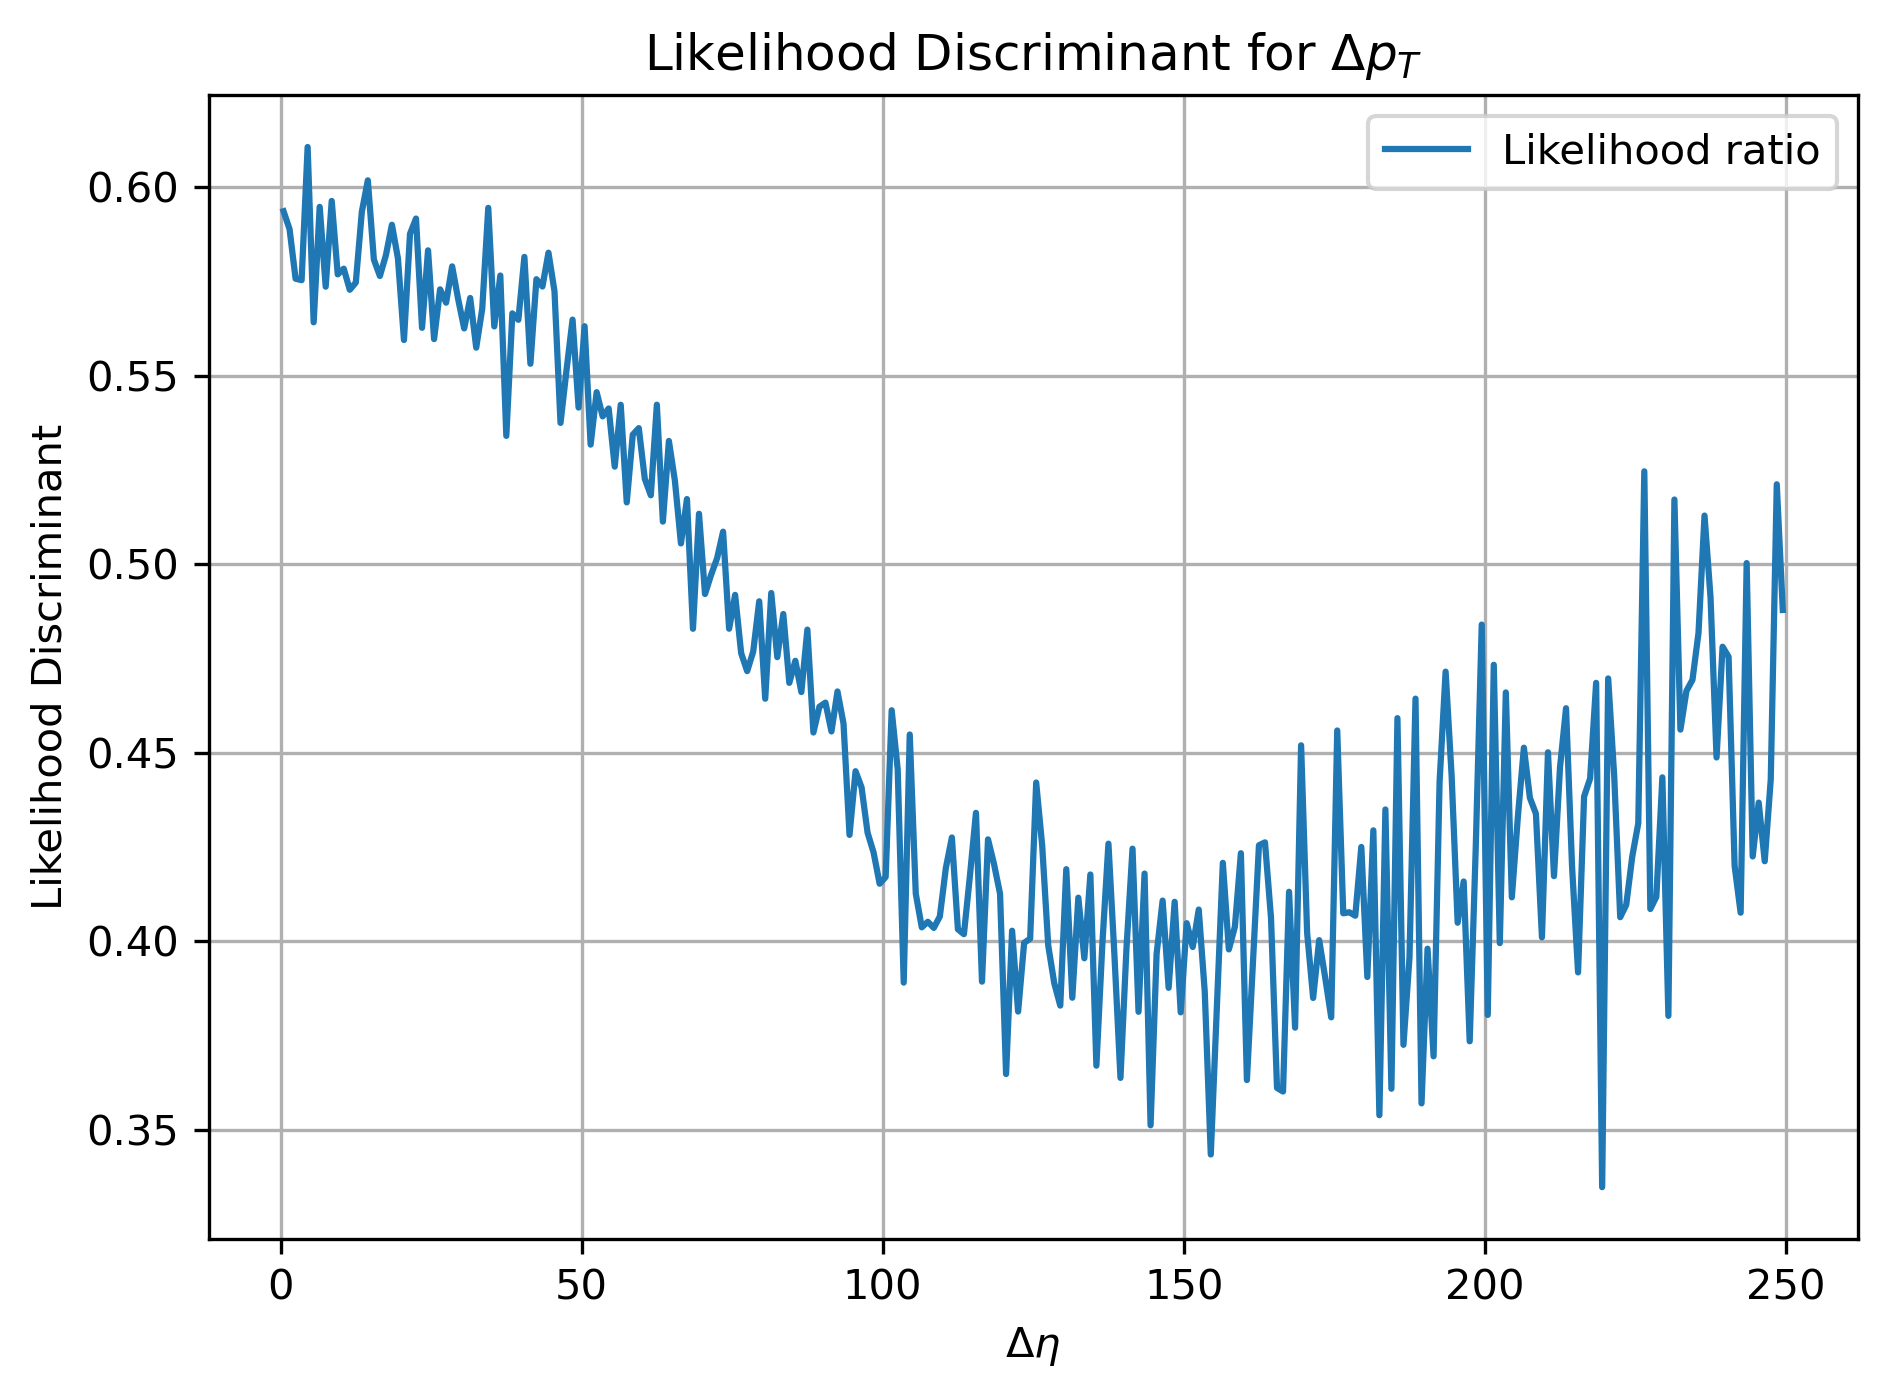 Likelihood Discriminant for Δp_T
Likelihood ratio
Likelihood Discriminant
0.60
0.55
0.50
0.45
0.40
0.35
0 50 100 150 200 250
Δη